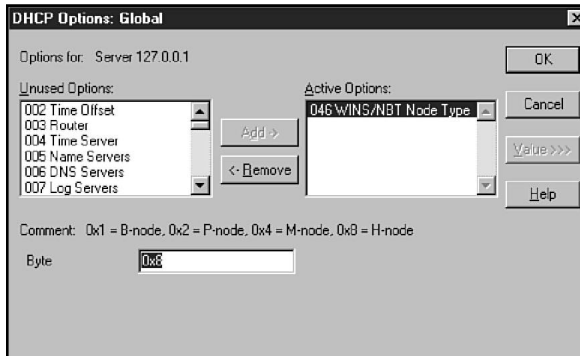 DHCP Options: Global
Options for: Server 127.0.0.1
OK
Unused Options:
Active Options:
002 Time Offset
003 Router
004 Time Server
005 Name Servers
006 DNS Servers
007 Log Servers
Add ->
<- Remove
046 WINS/NBT Node Type
Cancel
Value >>>
Help
Comment: 0x1 = B-node, 0x2 = P-node, 0x4 = M-node, 0x8 = H-node
Byte
0x8